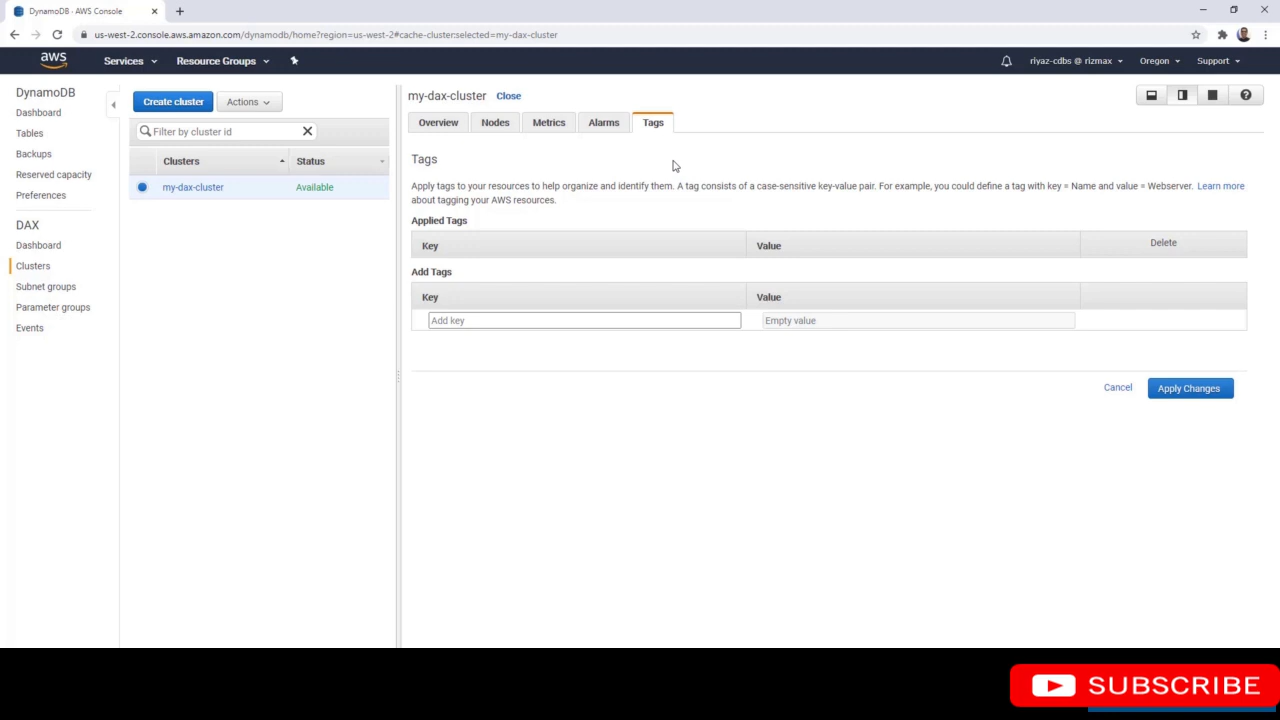 DynamoDB · AWS Console
us-west-2.console.aws.amazon.com/dynamodb/home?region=us-west-2#cache-cluster:selected=my-dax-cluster
aws
Services
Resource Groups
riyaz-cdbs @ rizmax
Oregon
Support
DynamoDB
Dashboard
Tables
Backups
Reserved capacity
Preferences
DAX
Dashboard
Clusters
Subnet groups
Parameter groups
Events
Create cluster
Actions
Filter by cluster id
Clusters
Status
my-dax-cluster
Available
my-dax-cluster
Close
Overview
Nodes
Metrics
Alarms
Tags
Tags
Apply tags to your resources to help organize and identify them. A tag consists of a case-sensitive key-value pair. For example, you could define a tag with key = Name and value = Webserver. Learn more
about tagging your AWS resources.
Applied Tags
Key
Value
Delete
Add Tags
Key
Value
Add key
Empty value
Cancel
Apply Changes
SUBSCRIBE